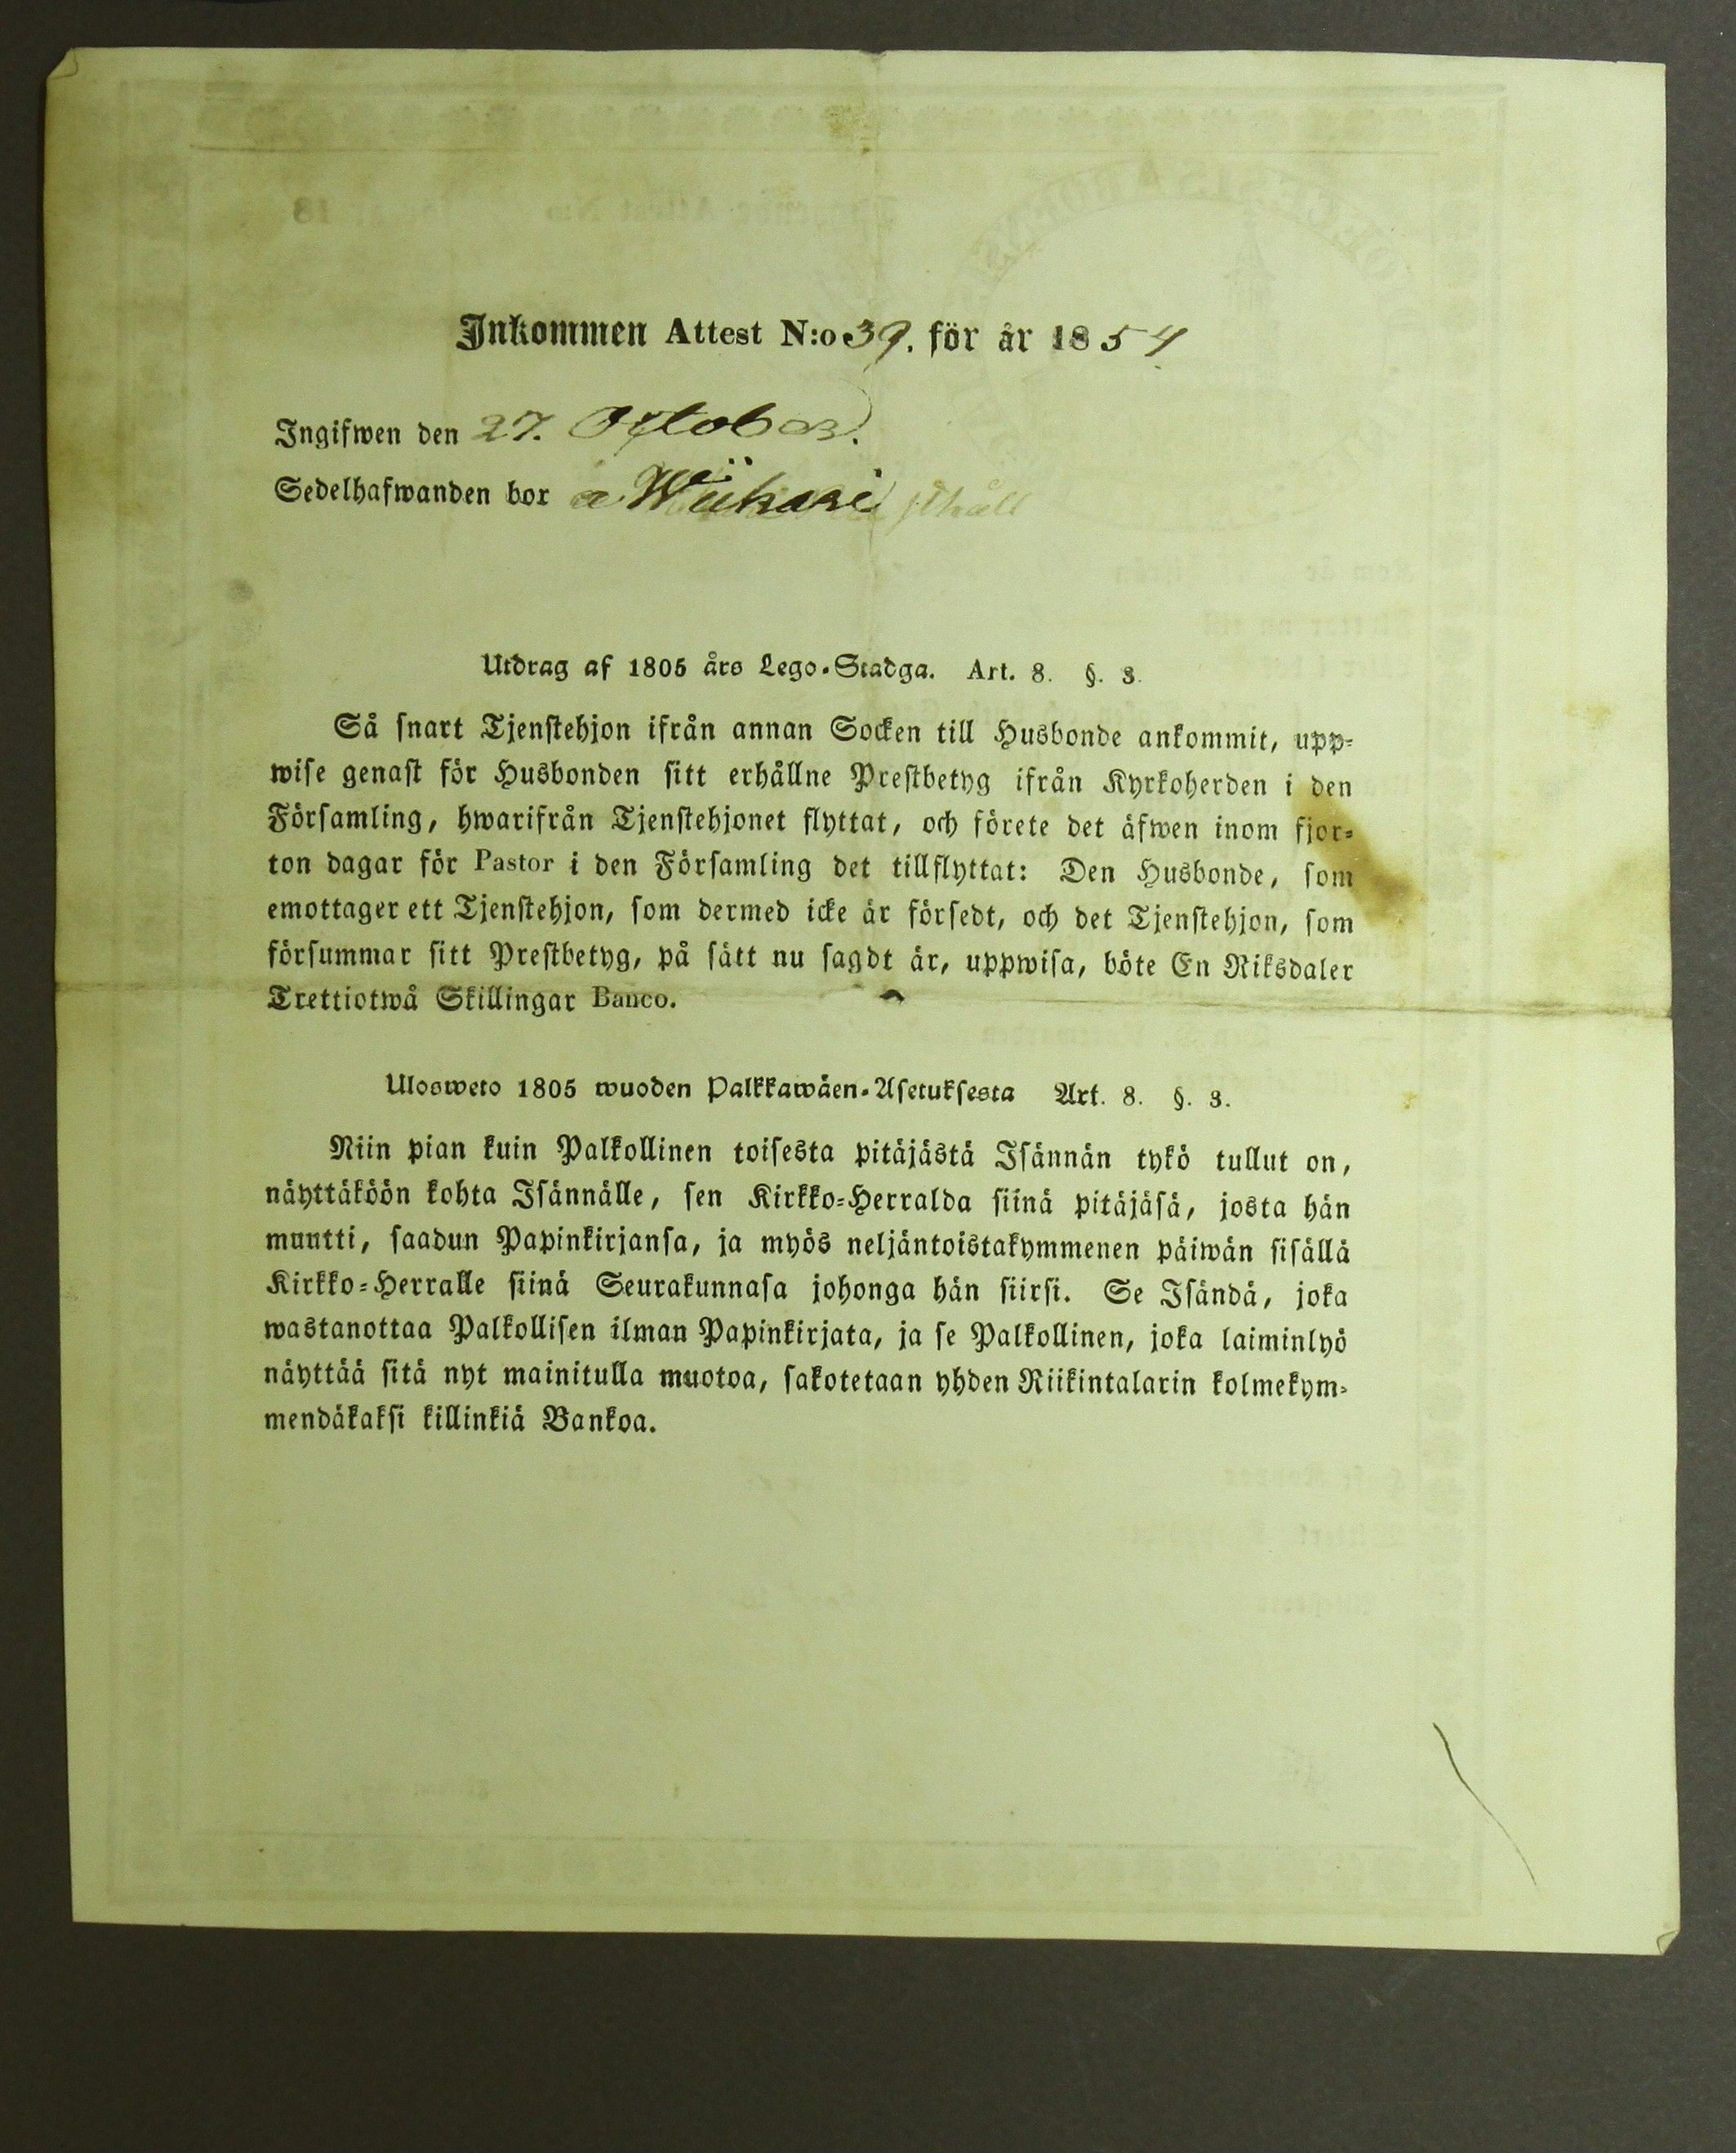 Inkommen Attest N:o 39. för år 1854
Ingifwen den 27. October.
Sedelhafwanden bor a Wiikari
Utdrag af 1805 års Lego-Stadga. Art. 8. §. 3.
Så snart Tjenstehjon ifrån annan Socken till Husbonde ankommit, upp-
wise genast för Husbonden sitt erhållne Prestbetyg ifrån Kyrkoherden i den
Församling, hwarifrån Tjenstehjonet flyttat, och förete det äfwen inom fjor-
ton dagar för Pastor i den Församling det tillflyttat: Den Husbonde, som
emottager ett Tjenstehjon, som dermed icke är försedt, och det Tjenstehjon, som
försummar sitt Prestbetyg, på sätt nu sagdt är, uppwisa, böte En Riksdaler
Trettiotwå Skillingar Banco.
Ulosweto 1805 wuoden Palkkawäen-Asetuksesta Art. 8. §. 3.
Niin pian kuin Palkollinen toisesta pitäjästä Isännän tykö tullut on,
näyttäköön kohta Isännälle, sen Kirkko-Herralda siinä pitäjäsä, josta hän
muutti, saadun Papinkirjansa, ja myös neljäntoistakymmenen päiwän sisällä
Kirkko-Herralle siinä Seurakunnasa johonga hän siirsi. Se Isändä, joka
wastanottaa Palkollisen ilman Papinkirjata, ja se Palkollinen, joka laiminlyö
näyttää sitä nyt mainitulla muotoa, sakotetaan yhden Riikintalarin kolmekym-
mendäkaksi killinkiä Bankoa.